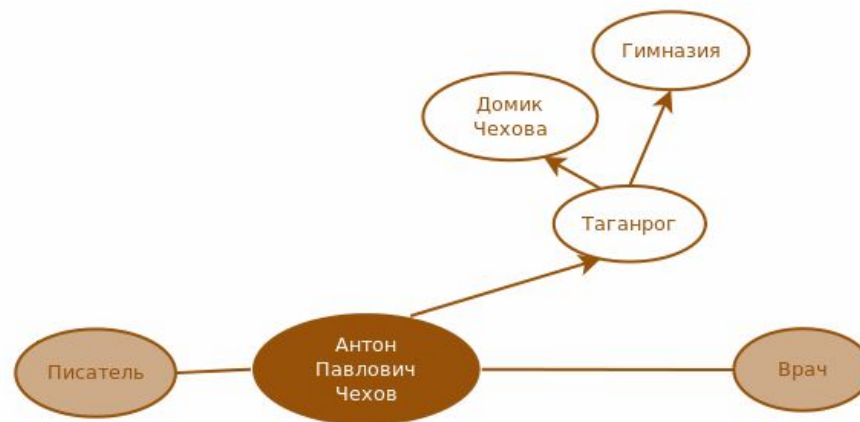 Гимназия
Домик
Чехова
Таганрог
Антон
Павлович
Чехов
Писатель
Врач